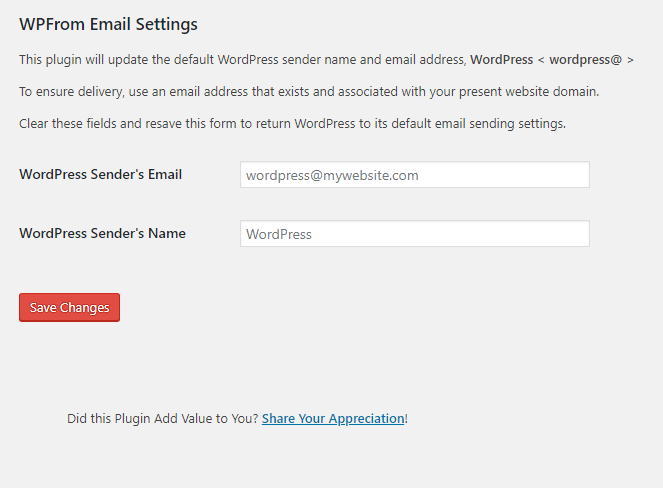 WPFrom Email Settings
This plugin will update the default WordPress sender name and email address, WordPress < wordpress@ >
To ensure delivery, use an email address that exists and associated with your present website domain.
Clear these fields and resave this form to return WordPress to its default email sending settings.
WordPress Sender's Email wordpress@mywebsite.com
WordPress Sender's Name WordPress
Save Changes
Did this Plugin Add Value to You? Share Your Appreciation!